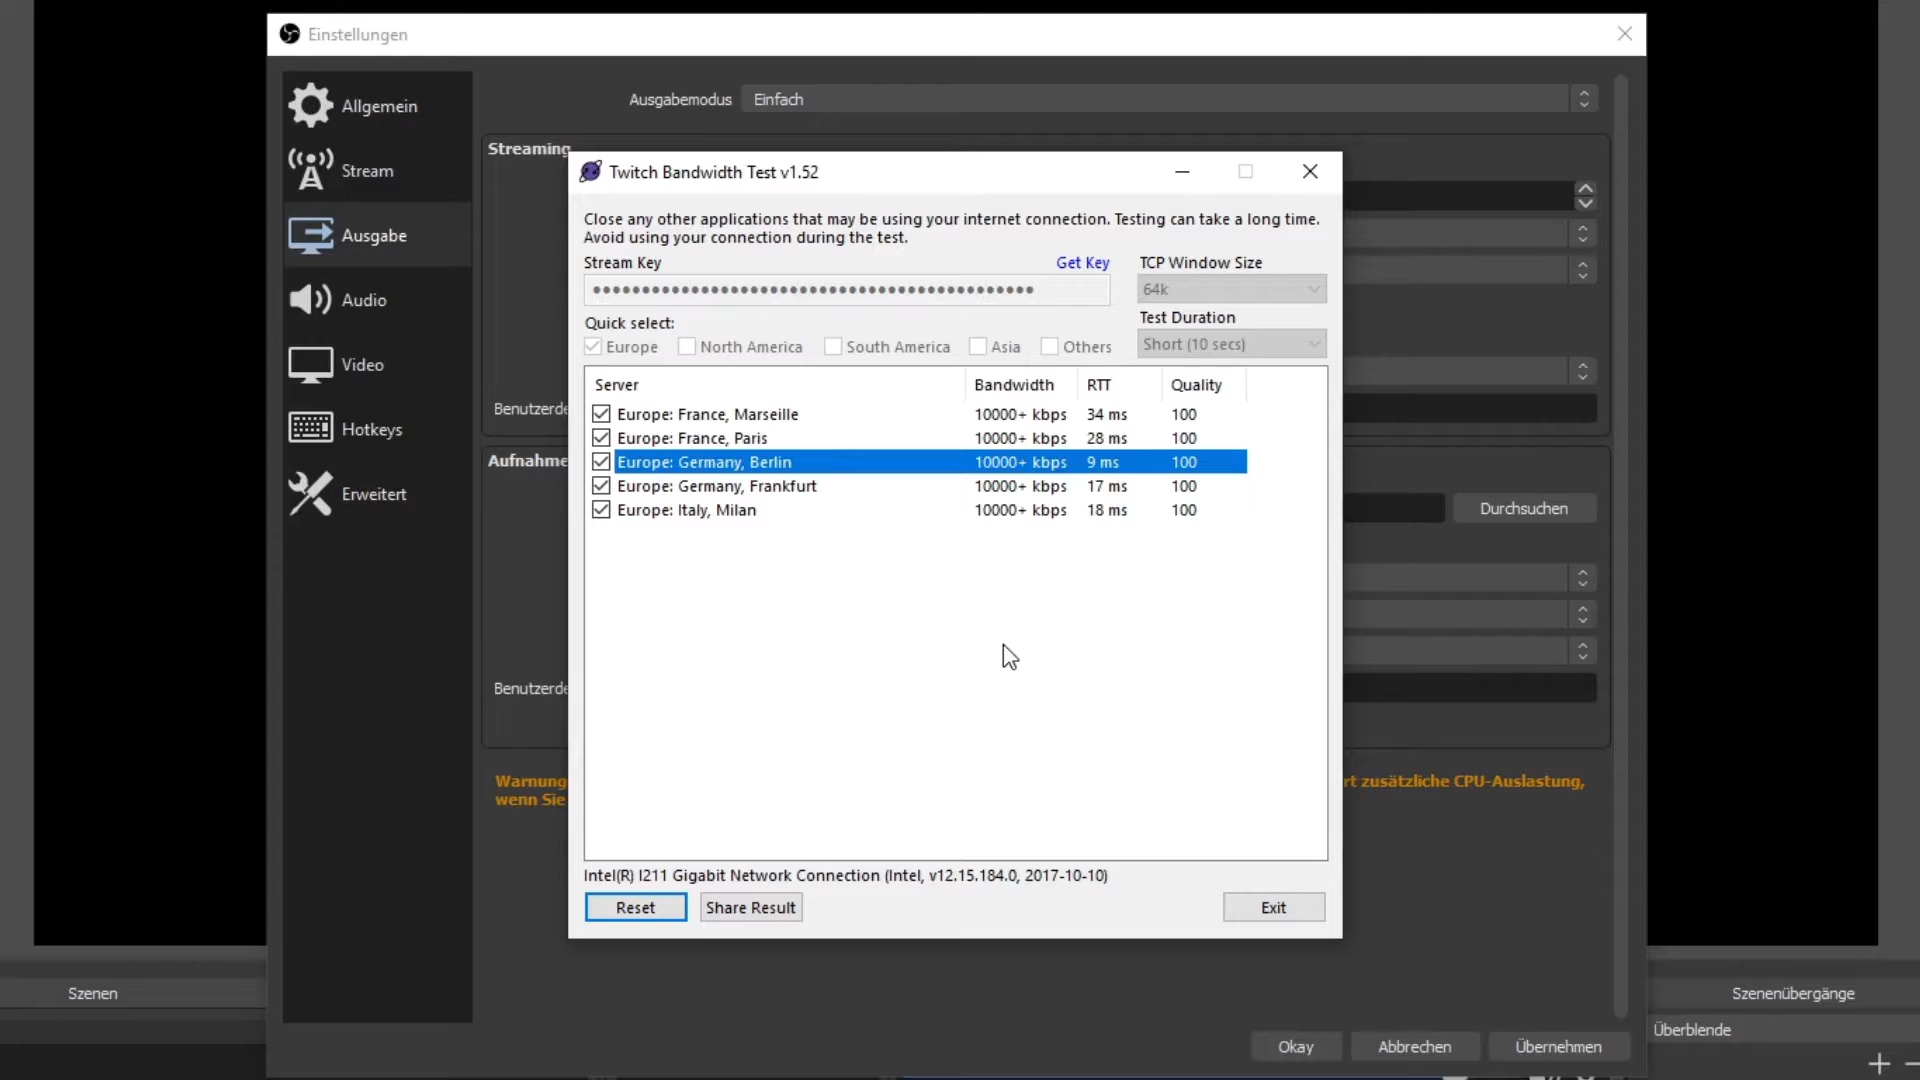 Einstellungen
Allgemein
Stream
Ausgabe
Audio
Video
Hotkeys
Erweitert
Ausgabemodus Einfach
Streaming
Twitch Bandwidth Test v1.52
Close any other applications that may be using your internet connection. Testing can take a long time.
Avoid using your connection during the test.
Stream Key Get Key TCP Window Size
64k
Quick select: Test Duration
Europe North America South America Asia Others Short (10 secs)
Server Bandwidth RTT Quality
Europe: France, Marseille 10000+ kbps 34 ms 100
Europe: France, Paris 10000+ kbps 28 ms 100
Europe: Germany, Berlin 10000+ kbps 9 ms 100
Europe: Germany, Frankfurt 10000+ kbps 17 ms 100
Europe: Italy, Milan 10000+ kbps 18 ms 100
Intel(R) I211 Gigabit Network Connection (Intel, v12.15.184.0, 2017-10-10)
Reset Share Result Exit
Benutzerde
Aufnahme
Durchsuchen
Benutzerde
Warnung rt zusätzliche CPU-Auslastung,
wenn Sie
Okay Abbrechen Übernehmen
Szenen
Szenenübergänge
Überblende